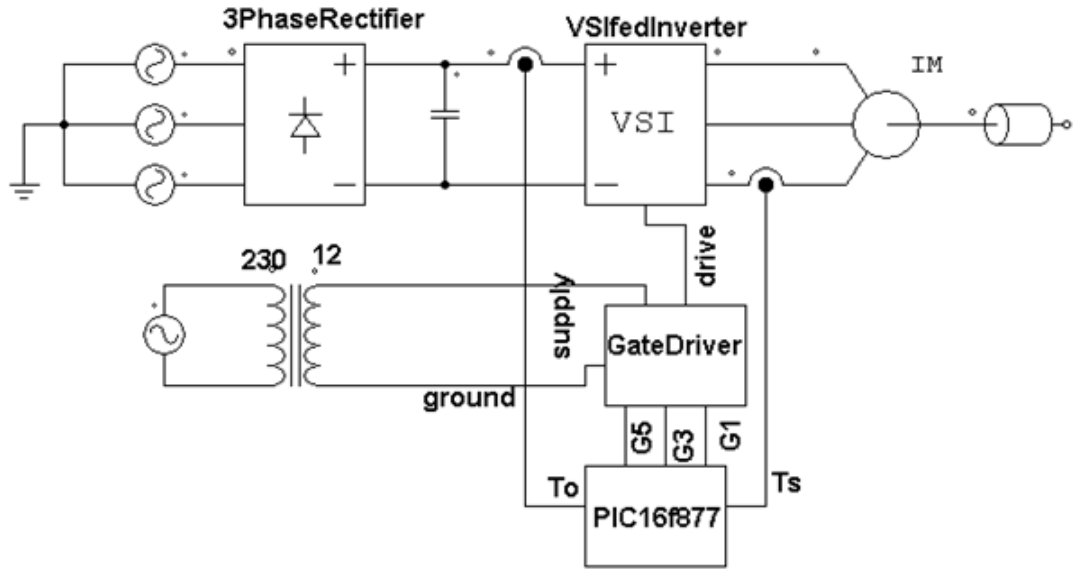 3PhaseRectifier
VSIfedInverter
IM
VSI
230
12
supply
drive
GateDriver
ground
G5
G3
G1
To
Ts
PIC16f877